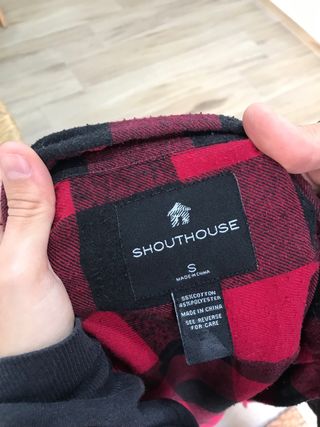 SHOUTHOUSE
S
MADE IN CHINA
55%COTTON
45%POLYESTER
MADE IN CHINA
SEE REVERSE
FOR CARE